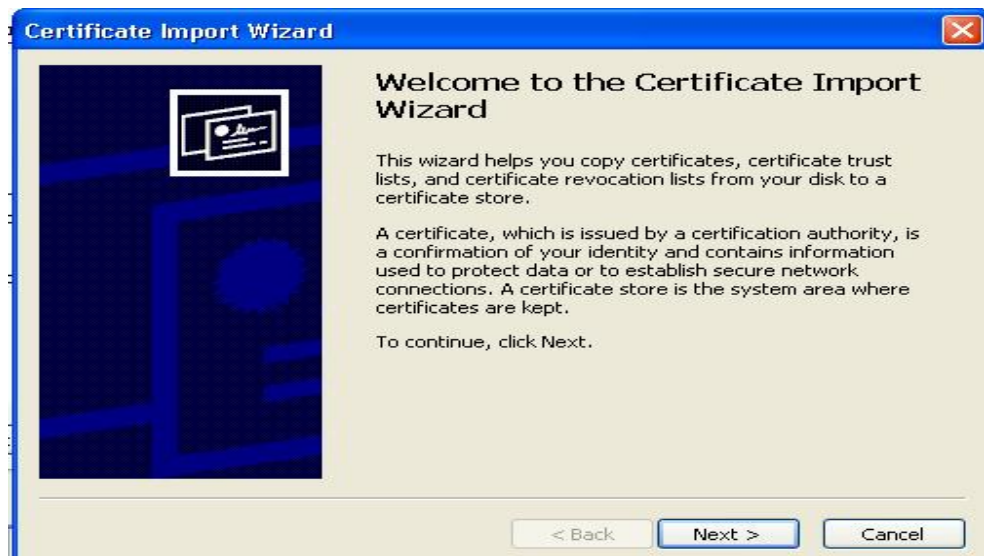 Certificate Import Wizard
Welcome to the Certificate Import
Wizard
This wizard helps you copy certificates, certificate trust
lists, and certificate revocation lists from your disk to a
certificate store.
A certificate, which is issued by a certification authority, is
a confirmation of your identity and contains information
used to protect data or to establish secure network
connections. A certificate store is the system area where
certificates are kept.
To continue, click Next.
< Back
Next >
Cancel